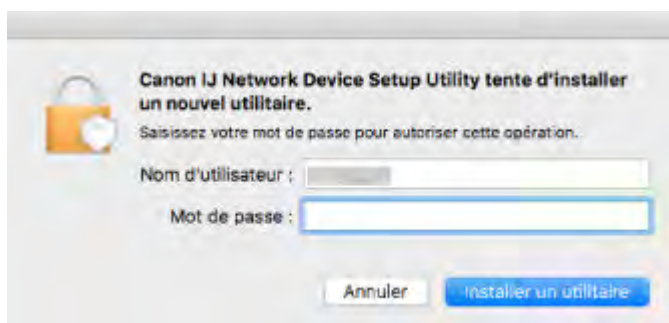 Canon IJ Network Device Setup Utility tente d'installer
un nouvel utilitaire.
Saisissez votre mot de passe pour autoriser cette opération.
Nom d'utilisateur :
Mot de passe :
Annuler Installer un utilitaire